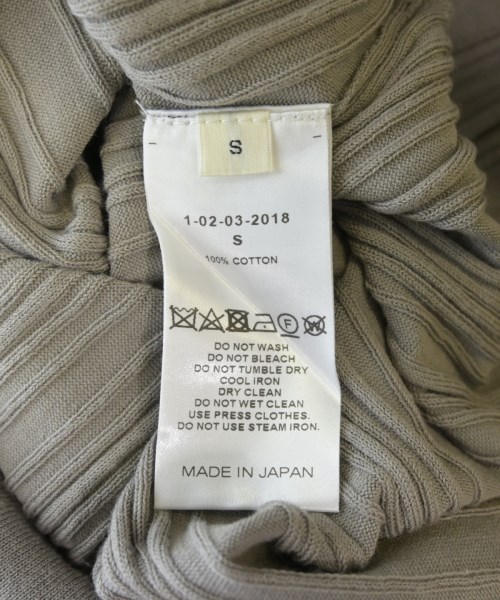 S
1-02-03-2018
S
100% COTTON
F W
DO NOT WASH
DO NOT BLEACH
DO NOT TUMBLE DRY
COOL IRON
DRY CLEAN
DO NOT WET CLEAN
USE PRESS CLOTHES.
DO NOT USE STEAM IRON.
MADE IN JAPAN